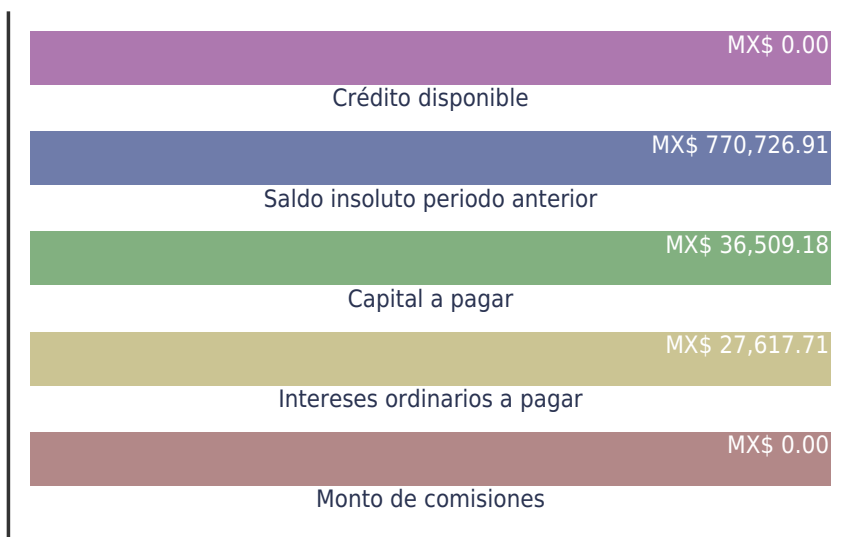 MX$ 0.00
Crédito disponible
MX$ 770,726.91
Saldo insoluto periodo anterior
MX$ 36,509.18
Capital a pagar
MX$ 27,617.71
Intereses ordinarios a pagar
MX$ 0.00
Monto de comisiones